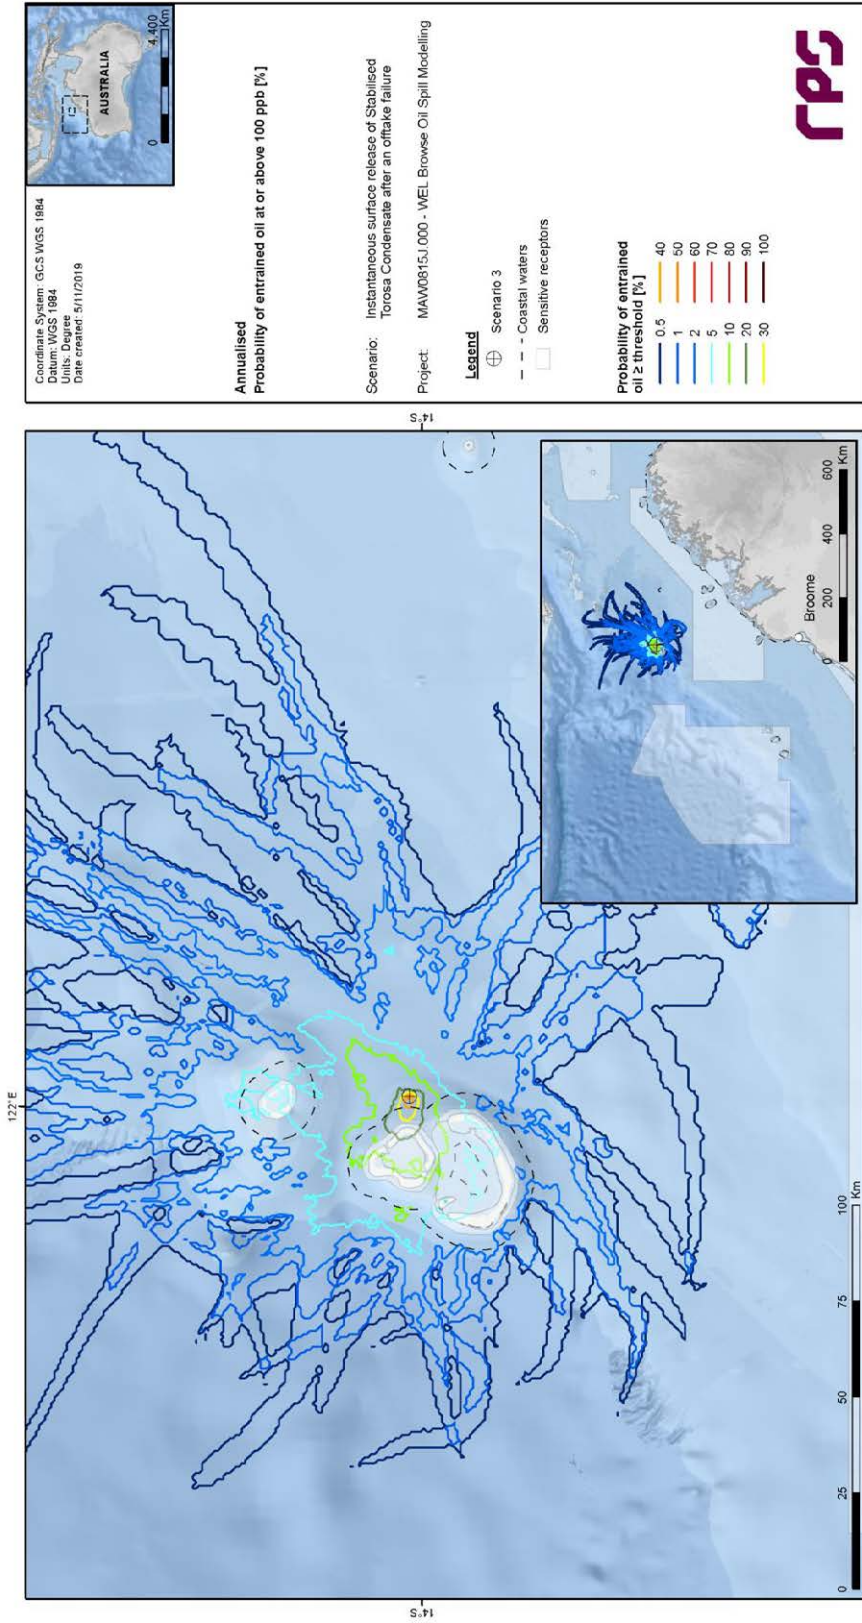 AUSTRALIA
0
4,400
Km
Coordinate System: GCS WGS 1984
Datum: WGS 1984
Units: Degree
Date created: 5/11/2019
Annualised
Probability of entrained oil at or above 100 ppb [%]
Scenario: Instantaneous surface release of Stabilised
Torosa Condensate after an offtake failure
Project: MAW0815J.000 - WEL Browse Oil Spill Modelling
Legend
Scenario 3
Coastal waters
Sensitive receptors
Probability of entrained
oil ≥ threshold [%]
0.5 40
1 50
2 60
5 70
10 80
20 90
30 100
rps
122°E
14°S
14°S
0 25 50 75 100
Km
Broome
0 200 400 600
Km